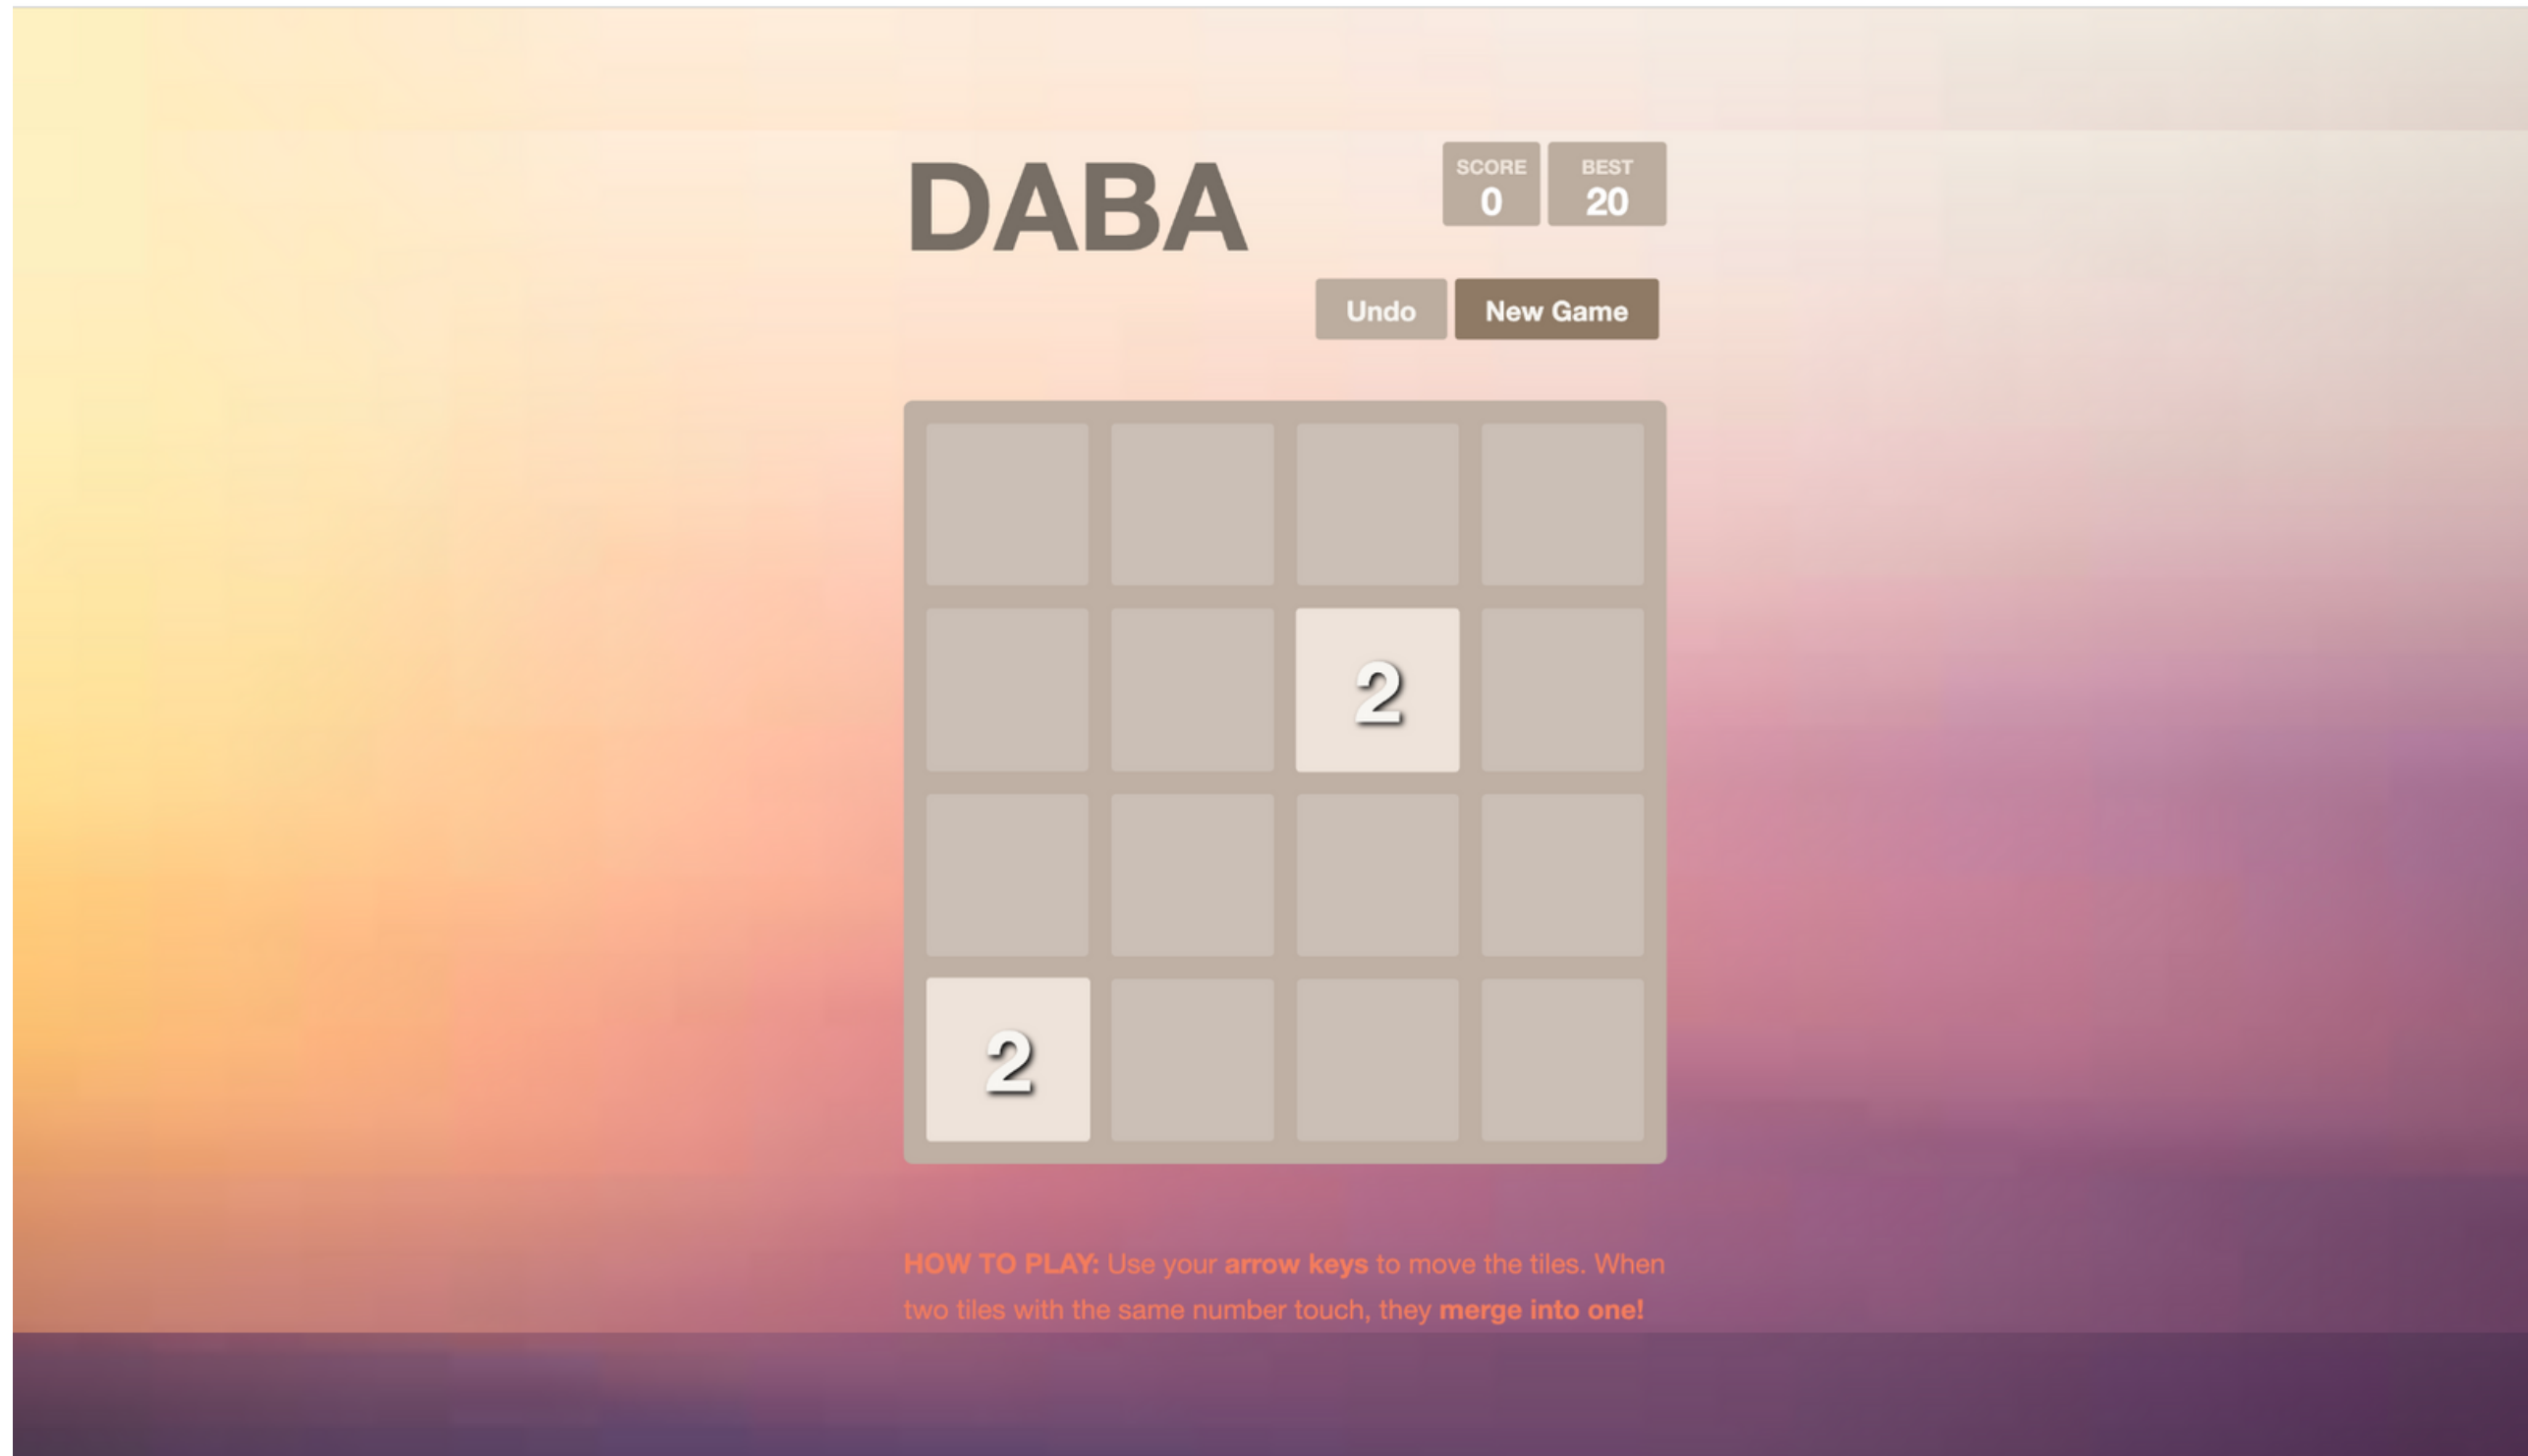 DABA
SCORE
0
BEST
20
Undo
New Game
2
2
HOW TO PLAY: Use your arrow keys to move the tiles. When
two tiles with the same number touch, they merge into one!